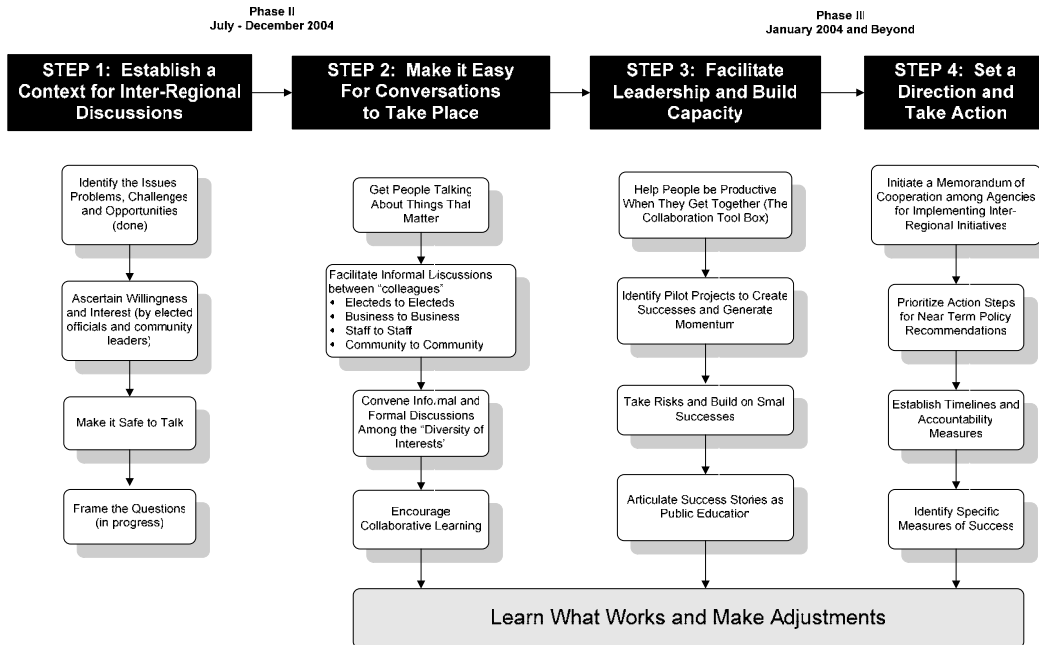 Phase II
July - December 2004
Phase III
January 2004 and Beyond
STEP 1: Establish a
Context for Inter-Regional
Discussions
STEP 2: Make it Easy
For Conversations
to Take Place
STEP 3: Facilitate
Leadership and Build
Capacity
STEP 4: Set a
Direction and
Take Action
Identify the Issues
Problems, Challenges
and Opportunities
(done)
Ascertain Willingness
and Interest (by elected
officials and community
leaders)
Make it Safe to Talk
Frame the Questions
(in progress)
Get People Talking
About Things That
Matter
Facilitate Informal Discussions
between "colleagues"
• Electeds to Electeds
• Business to Business
• Staff to Staff
• Community to Community
Convene Informal and
Formal Discussions
Among the "Diversity of
Interests'
Encourage
Collaborative Learning
Help People be Productive
When They Get Together (The
Collaboration Tool Box)
Identify Pilot Projects to Create
Successes and Generate
Momentum
Take Risks and Build on Small
Successes
Articulate Success Stories as
Public Education
Initiate a Memorandum of
Cooperation among Agencies
for Implementing Inter-
Regional Initiatives
Prioritize Action Steps
for Near Term Policy
Recommendations
Establish Timelines and
Accountability
Measures
Identify Specific
Measures of Success
Learn What Works and Make Adjustments